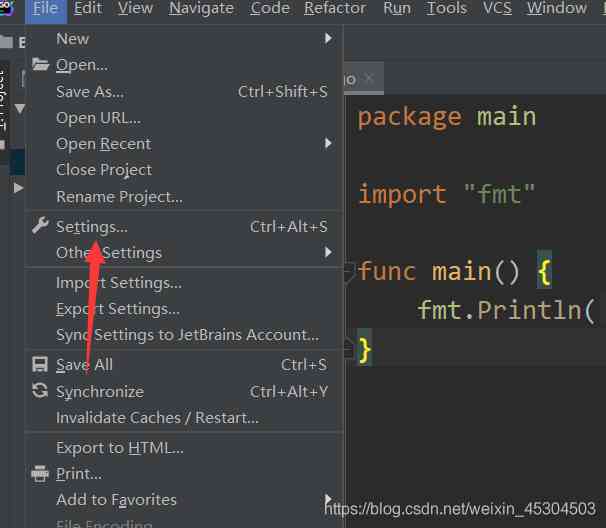 File Edit View Navigate Code Refactor Run Tools VCS Window
New
Open...
Save As... Ctrl+Shift+S
Open URL...
Open Recent
Close Project
Rename Project...
Settings... Ctrl+Alt+S
Other Settings
Import Settings...
Export Settings...
Sync Settings to JetBrains Account...
Save All Ctrl+S
Synchronize Ctrl+Alt+Y
Invalidate Caches / Restart...
Export to HTML...
Print...
Add to Favorites
File Encoding
Project
go
package main
import "fmt"
func main() {
fmt.Println(
}
https://blog.csdn.net/weixin_45304503